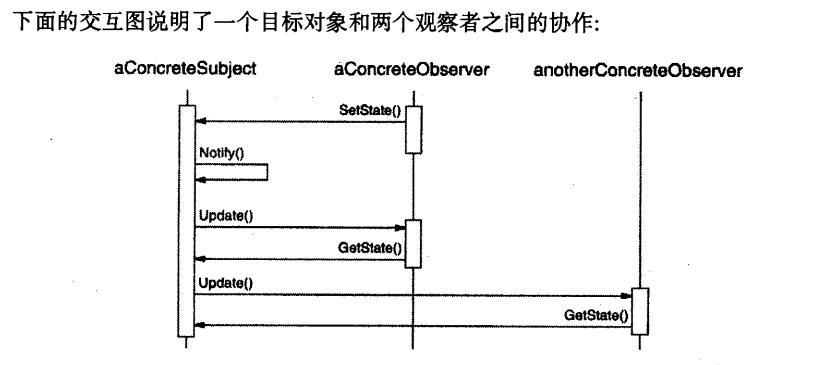 下面的交互图说明了一个目标对象和两个观察者之间的协作:
aConcreteSubject aConcreteObserver anotherConcreteObserver
SetState()
Notify()
Update()
GetState()
Update()
GetState()